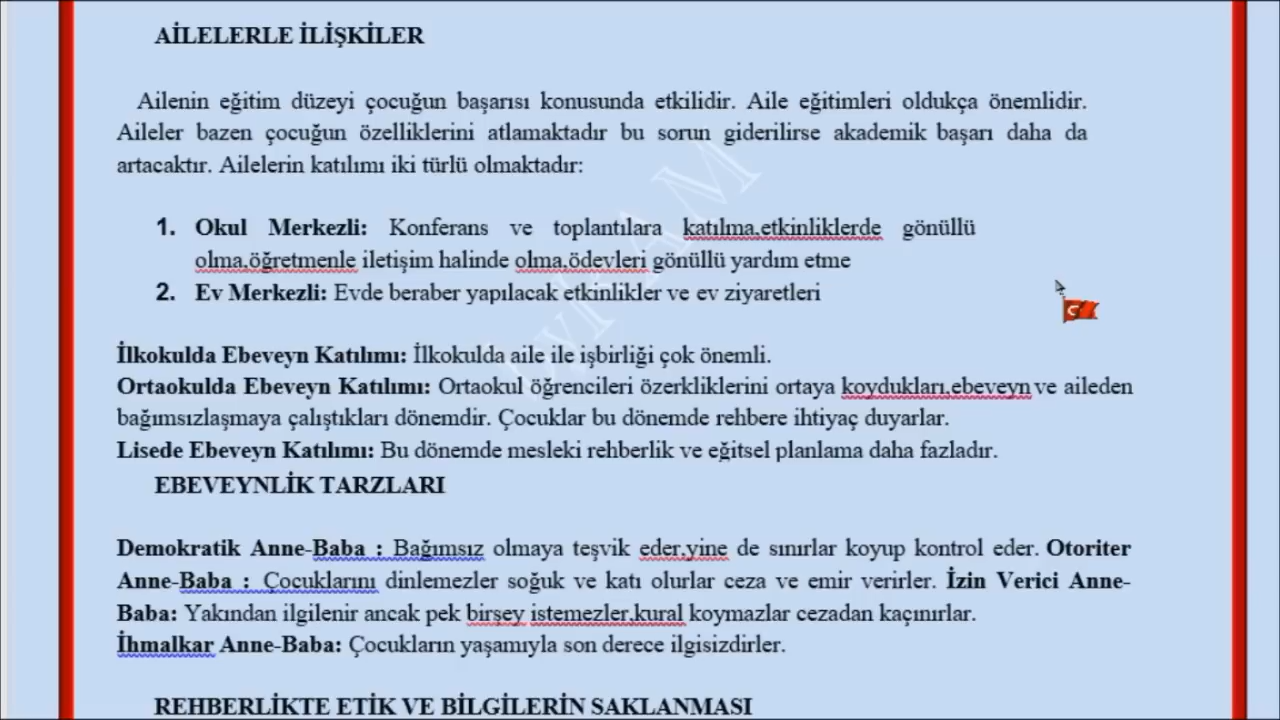 AİLELERLE İLİŞKİLER
Ailenin eğitim düzeyi çocuğun başarısı konusunda etkilidir. Aile eğitimleri oldukça önemlidir.
Aileler bazen çocuğun özelliklerini atlamaktadır bu sorun giderilirse akademik başarı daha da
artacaktır. Ailelerin katılımı iki türlü olmaktadır:
1. Okul Merkezli: Konferans ve toplantılara katılma,etkinliklerde gönüllü
olma,öğretmenle iletişim halinde olma,ödevleri gönüllü yardım etme
2. Ev Merkezli: Evde beraber yapılacak etkinlikler ve ev ziyaretleri
İlkokulda Ebeveyn Katılımı: İlkokulda aile ile işbirliği çok önemli.
Ortaokulda Ebeveyn Katılımı: Ortaokul öğrencileri özerkliklerini ortaya koydukları,ebeveyn ve aileden
bağımsızlaşmaya çalıştıkları dönemdir. Çocuklar bu dönemde rehbere ihtiyaç duyarlar.
Lisede Ebeveyn Katılımı: Bu dönemde mesleki rehberlik ve eğitsel planlama daha fazladır.
EBEVEYNLİK TARZLARI
Demokratik Anne-Baba : Bağımsız olmaya teşvik eder,yine de sınırlar koyup kontrol eder. Otoriter
Anne-Baba : Çocuklarını dinlemezler soğuk ve katı olurlar ceza ve emir verirler. İzin Verici Anne-
Baba: Yakından ilgilenir ancak pek birşey istemezler,kural koymazlar cezadan kaçınırlar.
İhmalkar Anne-Baba: Çocukların yaşamıyla son derece ilgisizdirler.
REHBERLİKTE ETİK VE BİLGİLERİN SAKLANMASI